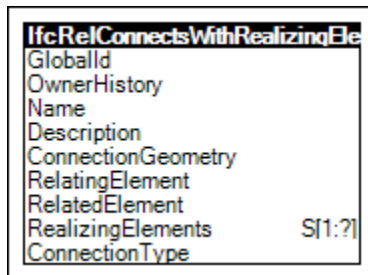 IfcRelConnectsWithRealizingEle
GlobalId
OwnerHistory
Name
Description
ConnectionGeometry
RelatingElement
RelatedElement
RealizingElements S[1:?]
ConnectionType